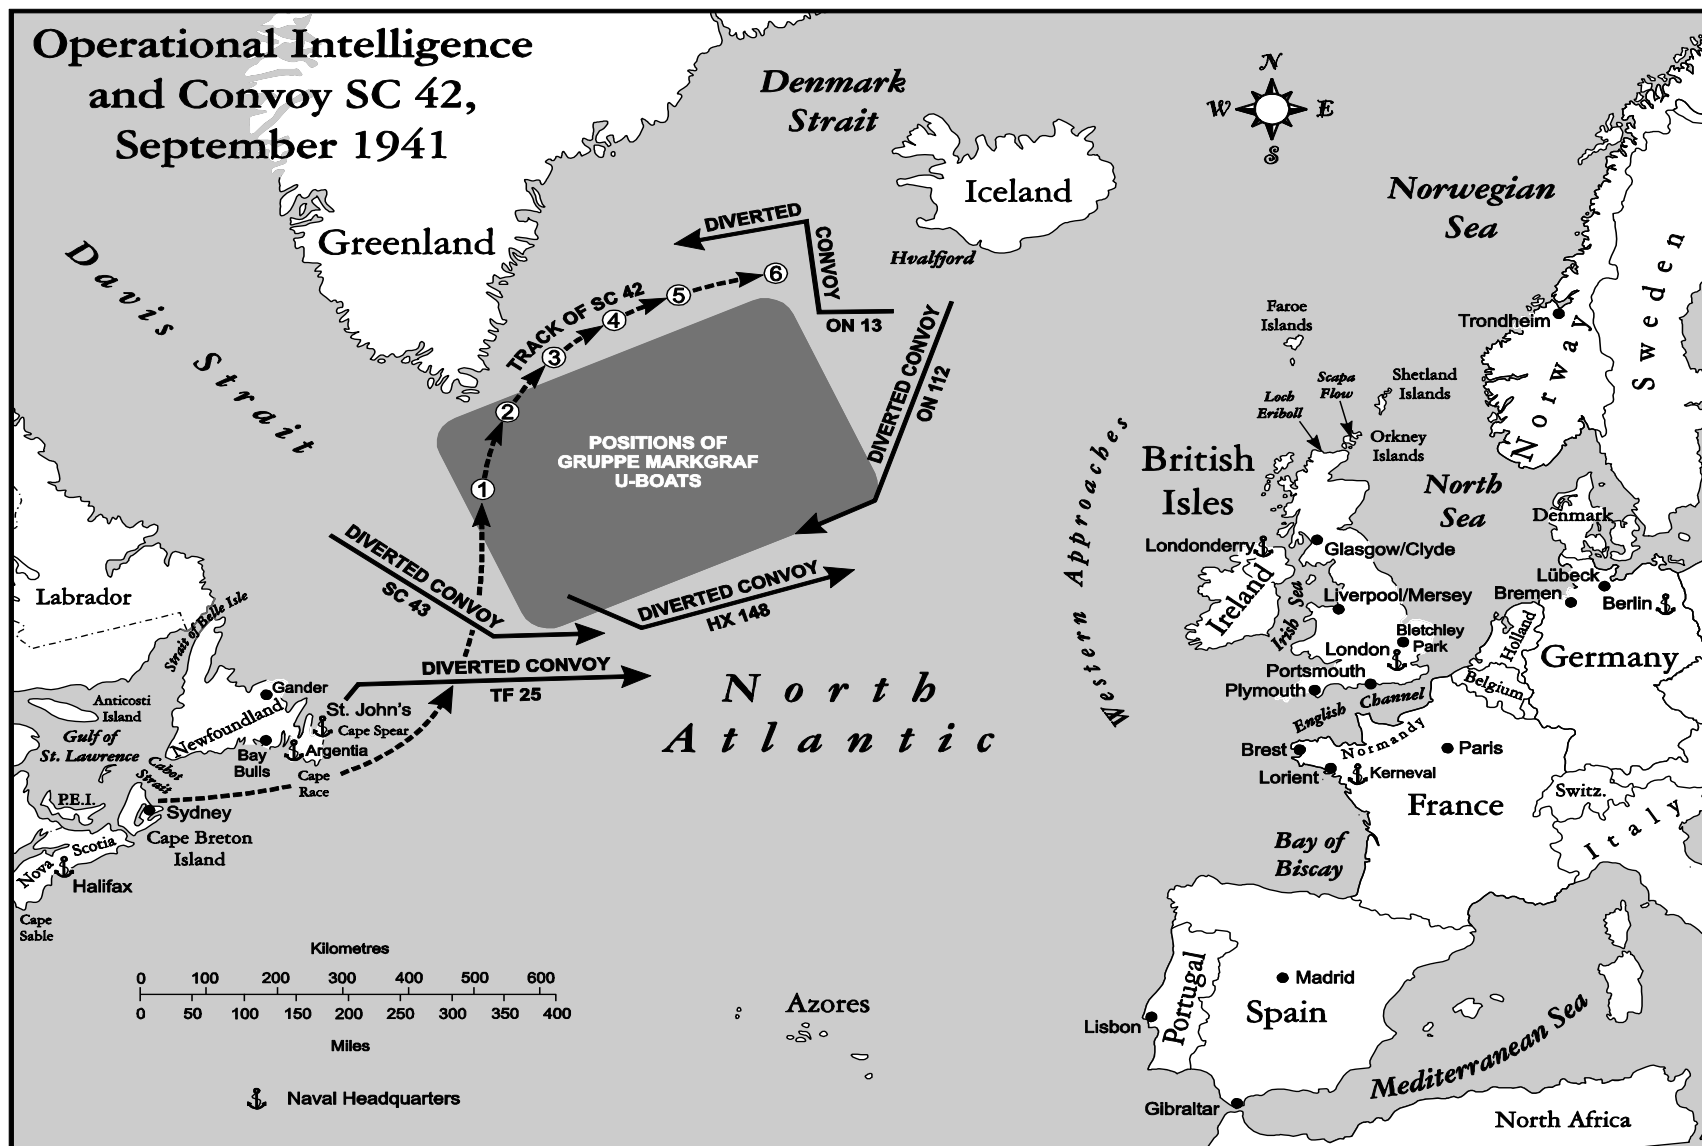 Operational Intelligence
and Convoy SC 42,
September 1941
Denmark
Strait
N
W
E
S
Iceland
Hvalfjord
Greenland
Davis Strait
Norwegian
Sea
Sweden
Norway
Trondheim
Faroe
Islands
Shetland
Islands
Scapa
Flow
Loch
Eriboll
Orkney
Islands
North
Sea
Denmark
British
Isles
Western Approaches
DIVERTED
CONVOY
ON 13
TRACK OF SC 42
1
2
3
4
5
6
DIVERTED CONVOY
ON 112
POSITIONS OF
GRUPPE MARKGRAF
U-BOATS
DIVERTED CONVOY
SC 43
DIVERTED CONVOY
HX 148
DIVERTED CONVOY
TF 25
North
Atlantic
Labrador
Strait of Belle Isle
Anticosti
Island
Gulf of
St. Lawrence
Gander
Newfoundland
St. John's
Cape Spear
Argentia
Bay
Bulls
Cape
Race
Cabot
Strait
P.E.I.
Sydney
Cape Breton
Island
Nova Scotia
Halifax
Cape
Sable
Londonderry
Glasgow/Clyde
Ireland
Irish Sea
Liverpool/Mersey
Bletchley
Park
London
Portsmouth
Plymouth
English Channel
Lübeck
Bremen
Berlin
Holland
Germany
Belgium
Normandy
Brest
Paris
Lorient
Kerneval
France
Switz.
Italy
Bay of
Biscay
Portugal
Madrid
Spain
Lisbon
Gibraltar
Mediterranean Sea
North Africa
Azores
Kilometres
0 100 200 300 400 500 600
0 50 100 150 200 250 300 350 400
Miles
Naval Headquarters